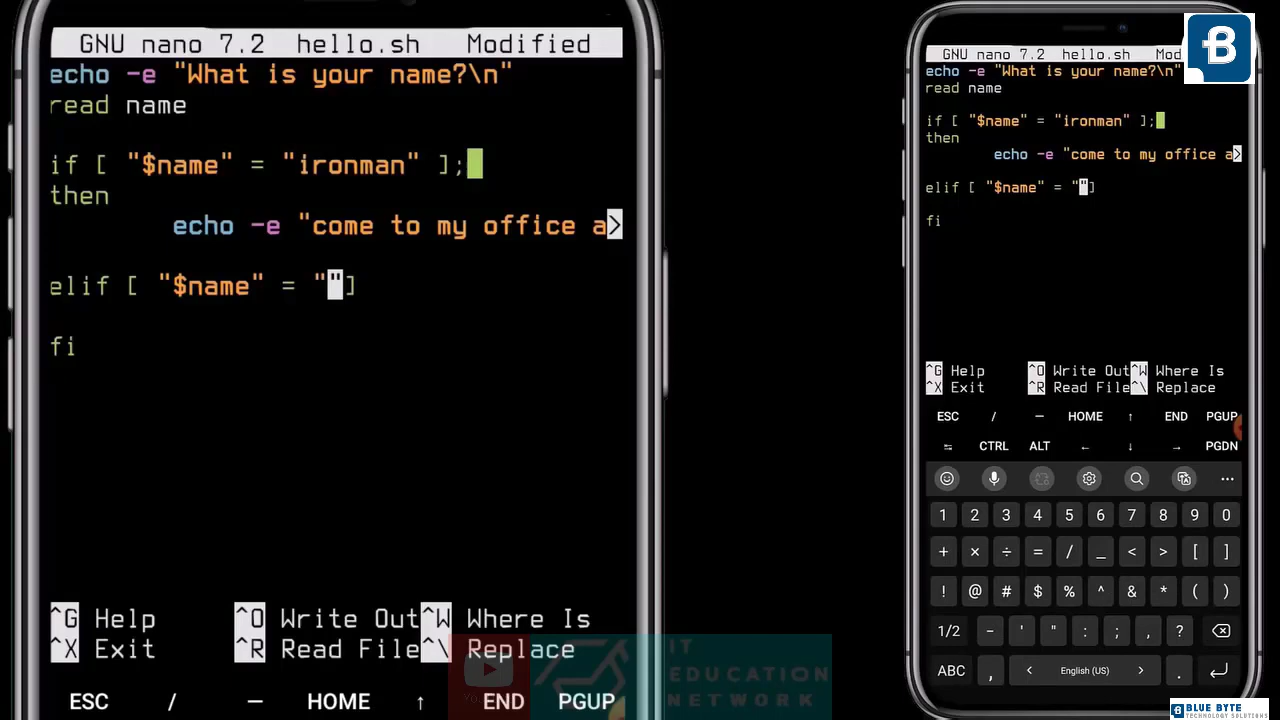 GNU nano 7.2 hello.sh Modified
echo -e "What is your name?\n"
read name
if [ "$name" = "ironman" ];
then
echo -e "come to my office a>
elif [ "$name" = ""]
fi
^G Help ^O Write Out ^W Where Is
^X Exit ^R Read File ^\ Replace
ESC / — HOME ↑ END PGUP
IT
EDUCATION
NETWORK
GNU nano 7.2 hello.sh Mod
echo -e "What is your name?\n"
read name
if [ "$name" = "ironman" ];
then
echo -e "come to my office a>
elif [ "$name" = ""]
fi
^G Help ^O Write Out ^W Where Is
^X Exit ^R Read File ^\ Replace
ESC / — HOME ↑ END PGUP
CTRL ALT ← ↓ → PGDN
1 2 3 4 5 6 7 8 9 0
+ × ÷ = / _ < > [ ]
! @ # $ % ^ & * ( )
1/2 - ' " : ; , ?
ABC , < English (US) > .
B
BLUE BYTE
TECHNOLOGY SOLUTIONS